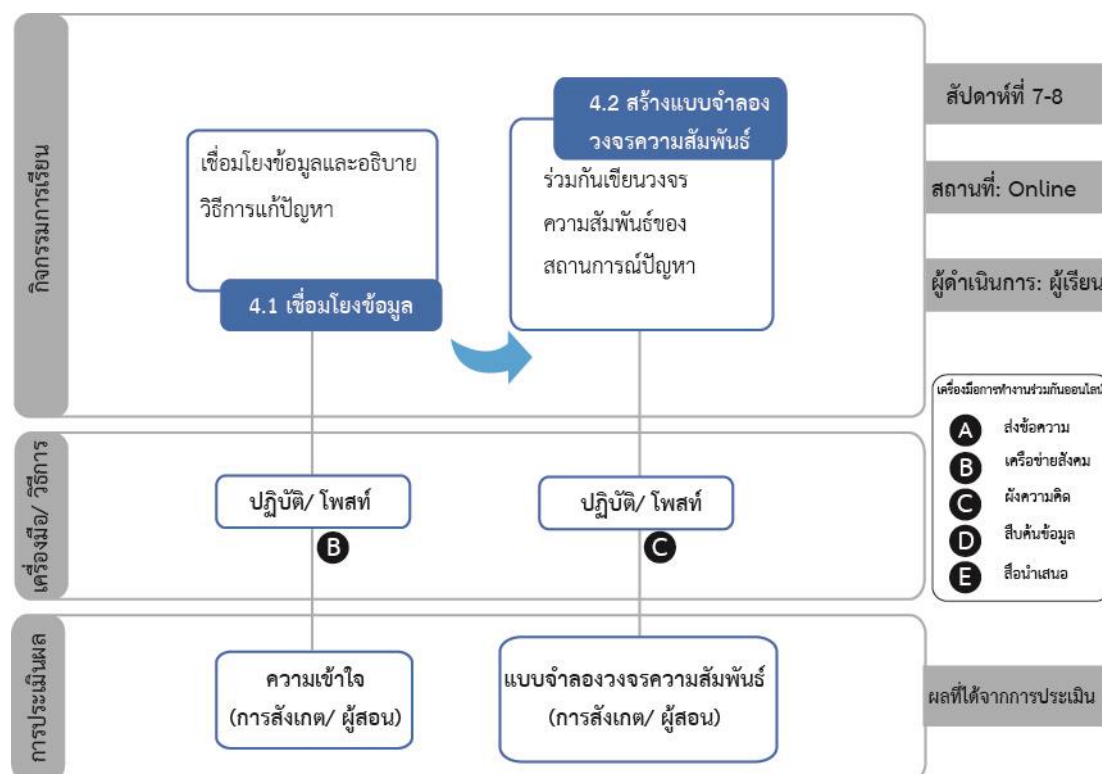 กิจกรรมการเรียน
เชื่อมโยงข้อมูลและอธิบาย
วิธีการแก้ปัญหา
4.1 เชื่อมโยงข้อมูล
4.2 สร้างแบบจำลอง
วงจรความสัมพันธ์
ร่วมกันเขียนวงจร
ความสัมพันธ์ของ
สถานการณ์ปัญหา
สัปดาห์ที่ 7-8
สถานที่: Online
ผู้ดำเนินการ: ผู้เรียน
เครื่องมือการทำงานร่วมกันออนไลน์
A ส่งข้อความ
B เครือข่ายสังคม
C ผังความคิด
D สืบค้นข้อมูล
E สื่อนำเสนอ
เครื่องมือ/ วิธีการ
ปฏิบัติ/ โพสท์
B
ปฏิบัติ/ โพสท์
C
การประเมินผล
ความเข้าใจ
(การสังเกต/ ผู้สอน)
แบบจำลองวงจรความสัมพันธ์
(การสังเกต/ ผู้สอน)
ผลที่ได้จากการประเมิน